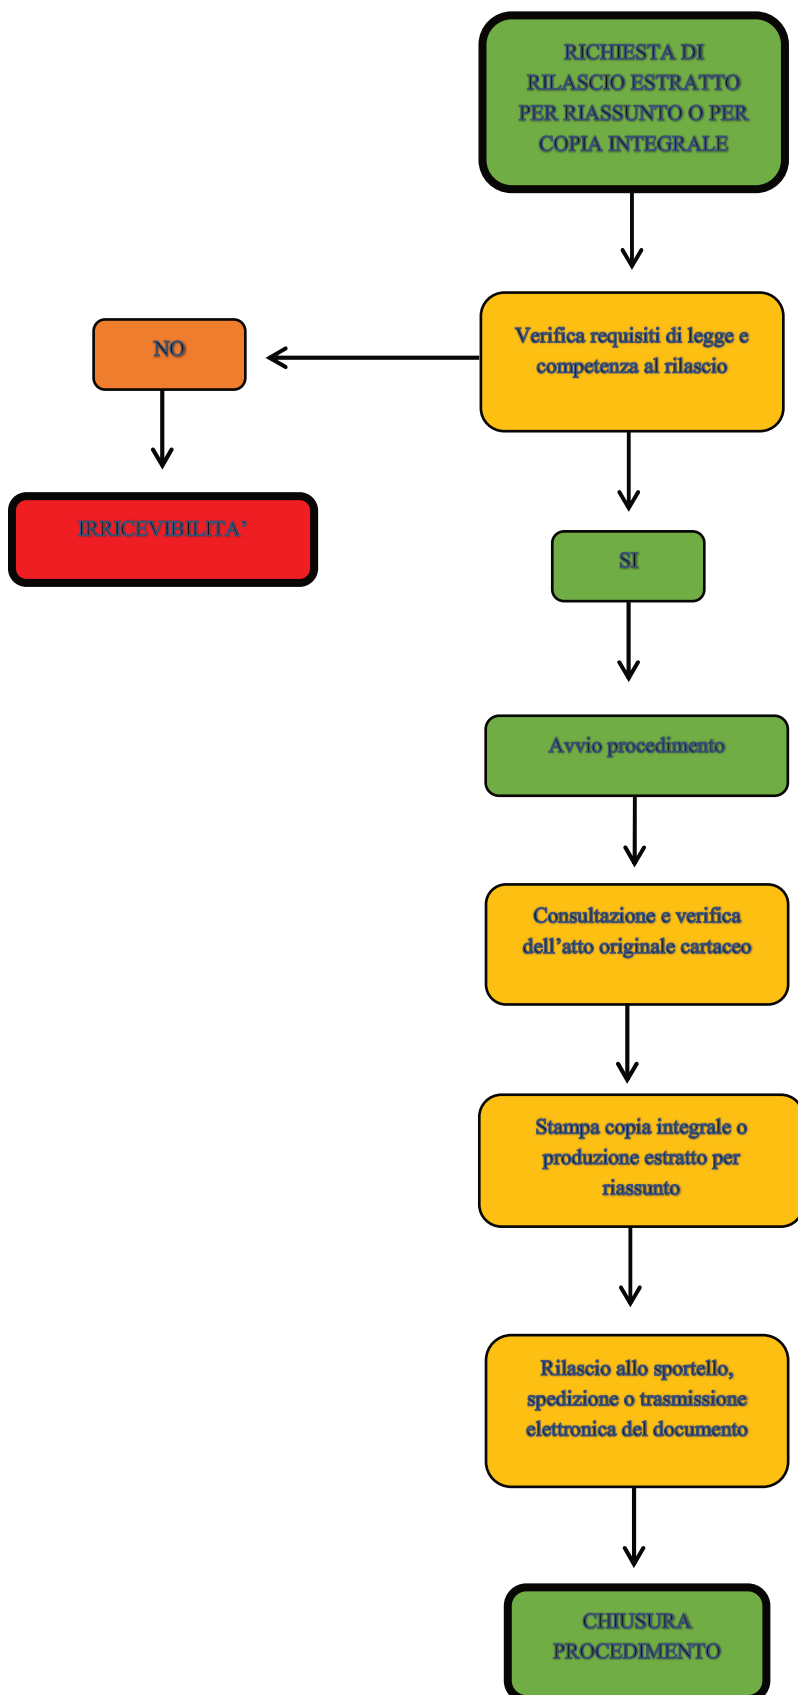 RICHIESTA DI
RILASCIO ESTRATTO
PER RIASSUNTO O PER
COPIA INTEGRALE
Verifica requisiti di legge e
competenza al rilascio
NO
IRRICEVIBILITA’
SI
Avvio procedimento
Consultazione e verifica
dell’atto originale cartaceo
Stampa copia integrale o
produzione estratto per
riassunto
Rilascio allo sportello,
spedizione o trasmissione
elettronica del documento
CHIUSURA
PROCEDIMENTO